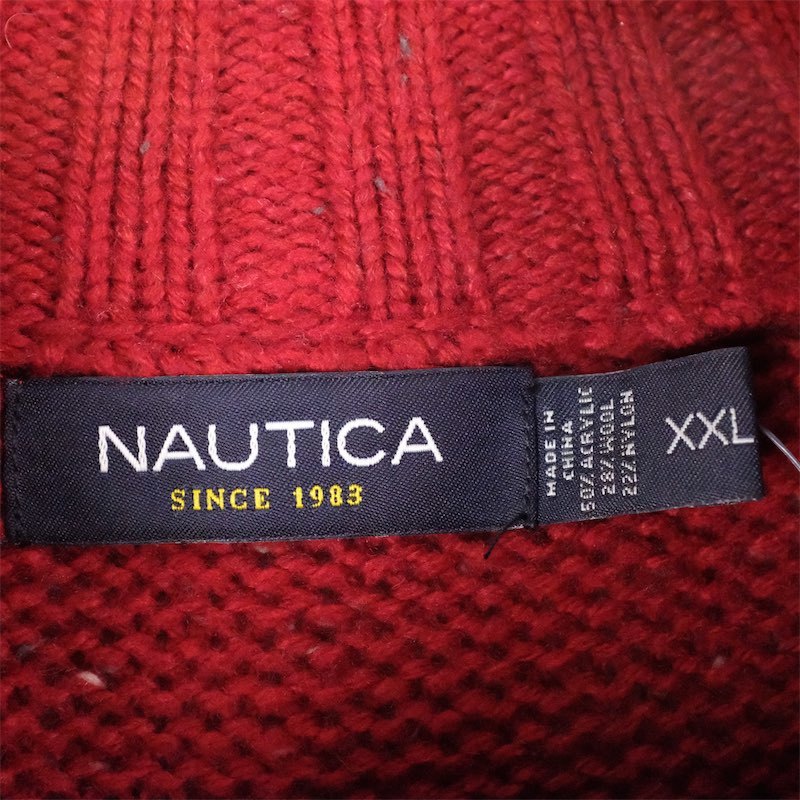 NAUTICA
SINCE 1983
MADE IN
CHINA
50% ACRYLIC
28% WOOL
22% NYLON
XXL